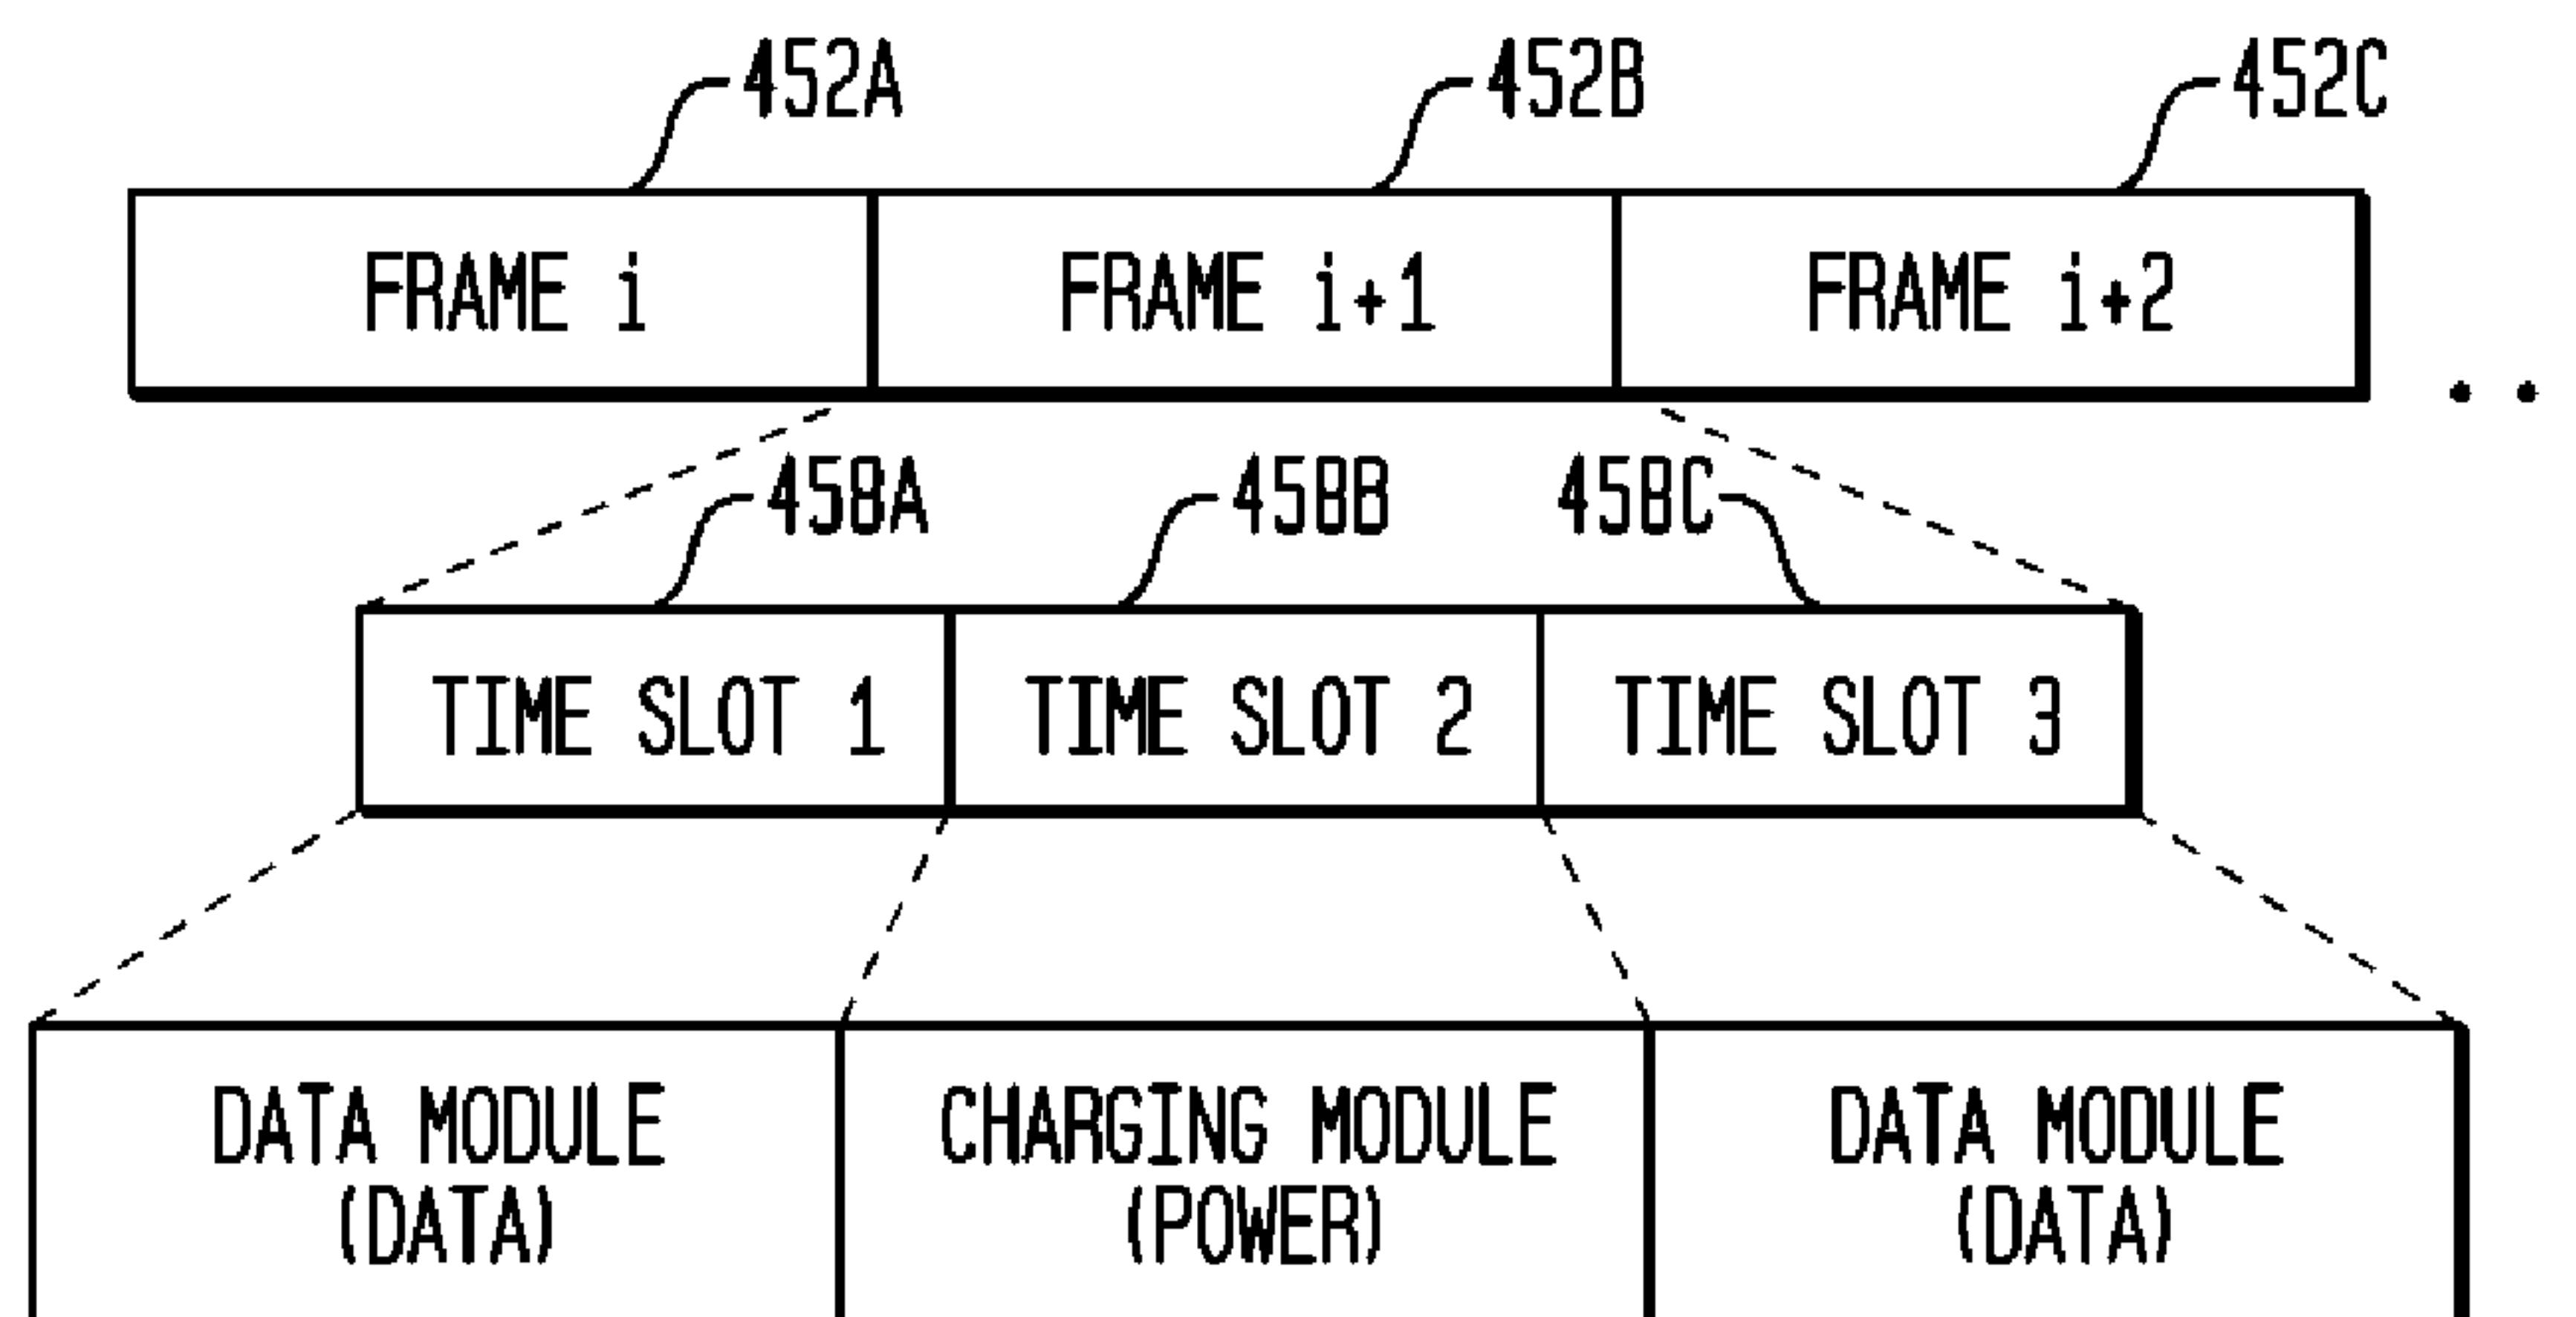 452A 452B 452C
FRAME i FRAME i+1 FRAME i+2
..
458A 458B 458C
TIME SLOT 1 TIME SLOT 2 TIME SLOT 3
DATA MODULE CHARGING MODULE DATA MODULE
(DATA) (POWER) (DATA)